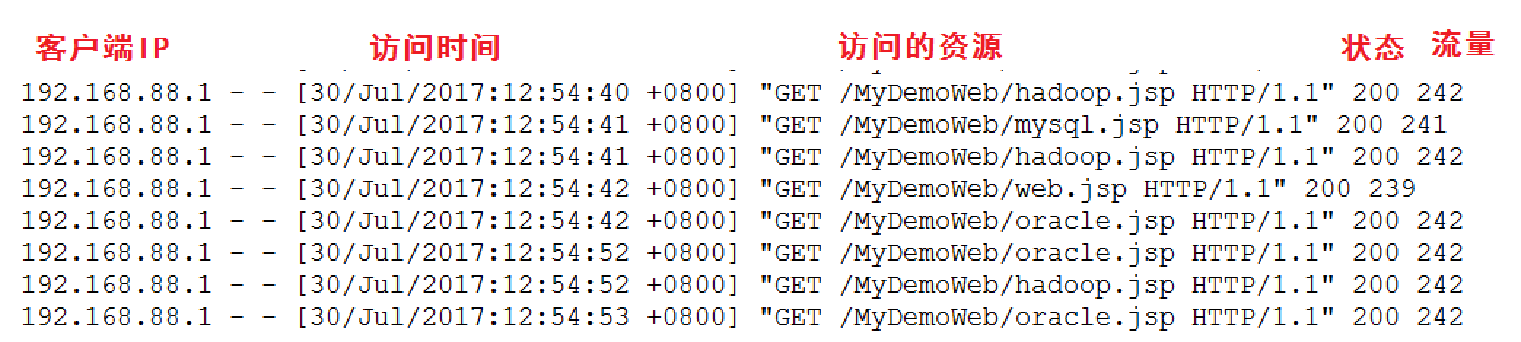 客户端IP 访问时间 访问的资源 状态 流量
192.168.88.1 - - [30/Jul/2017:12:54:40 +0800] "GET /MyDemoWeb/hadoop.jsp HTTP/1.1" 200 242
192.168.88.1 - - [30/Jul/2017:12:54:41 +0800] "GET /MyDemoWeb/mysql.jsp HTTP/1.1" 200 241
192.168.88.1 - - [30/Jul/2017:12:54:41 +0800] "GET /MyDemoWeb/hadoop.jsp HTTP/1.1" 200 242
192.168.88.1 - - [30/Jul/2017:12:54:42 +0800] "GET /MyDemoWeb/web.jsp HTTP/1.1" 200 239
192.168.88.1 - - [30/Jul/2017:12:54:42 +0800] "GET /MyDemoWeb/oracle.jsp HTTP/1.1" 200 242
192.168.88.1 - - [30/Jul/2017:12:54:52 +0800] "GET /MyDemoWeb/oracle.jsp HTTP/1.1" 200 242
192.168.88.1 - - [30/Jul/2017:12:54:52 +0800] "GET /MyDemoWeb/hadoop.jsp HTTP/1.1" 200 242
192.168.88.1 - - [30/Jul/2017:12:54:53 +0800] "GET /MyDemoWeb/oracle.jsp HTTP/1.1" 200 242